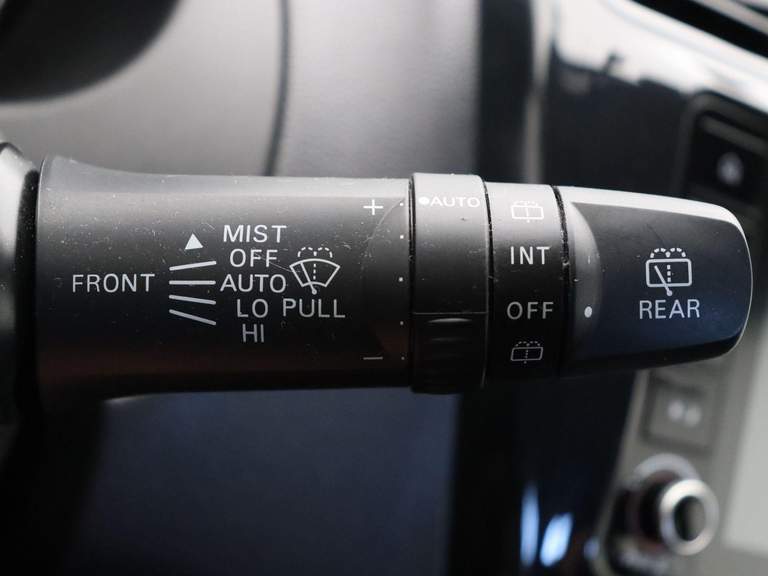 FRONT
MIST
OFF
AUTO
LO PULL
HI
+
−
•AUTO
INT
OFF
REAR